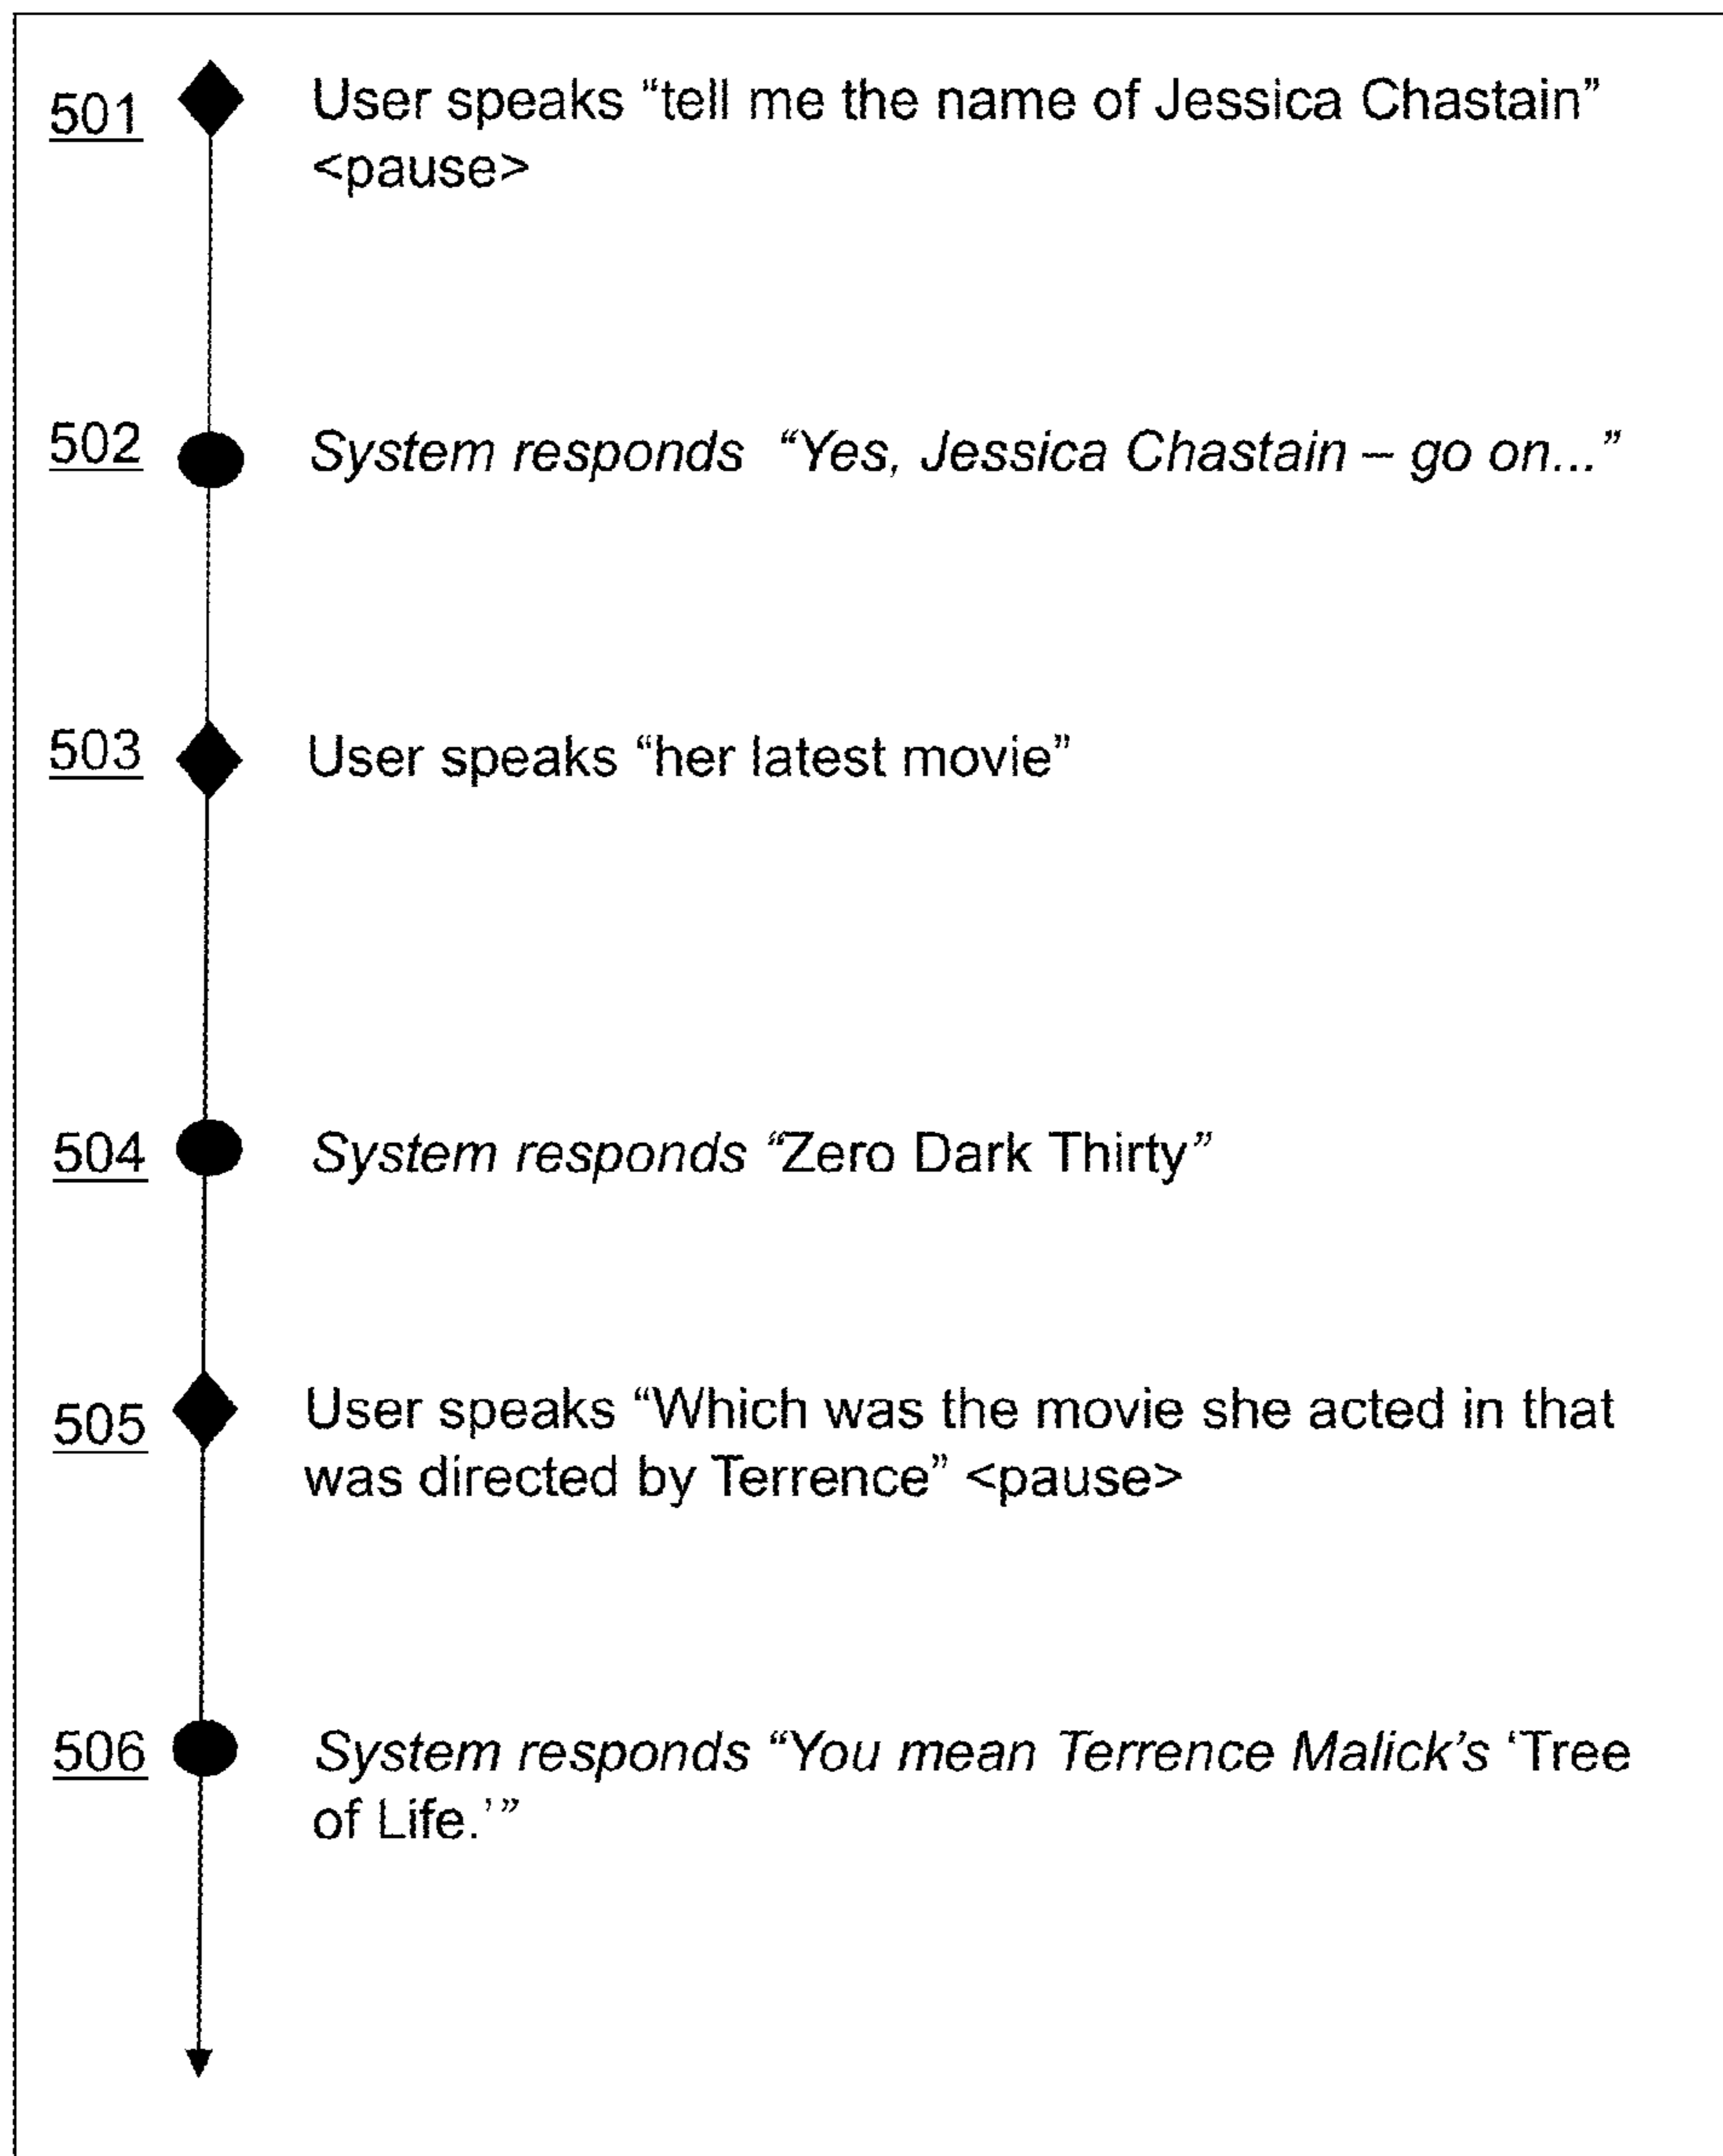 501 User speaks “tell me the name of Jessica Chastain”
<pause>
502 System responds “Yes, Jessica Chastain – go on...”
503 User speaks “her latest movie”
504 System responds “Zero Dark Thirty”
505 User speaks “Which was the movie she acted in that
was directed by Terrence” <pause>
506 System responds “You mean Terrence Malick’s ‘Tree
of Life.’”